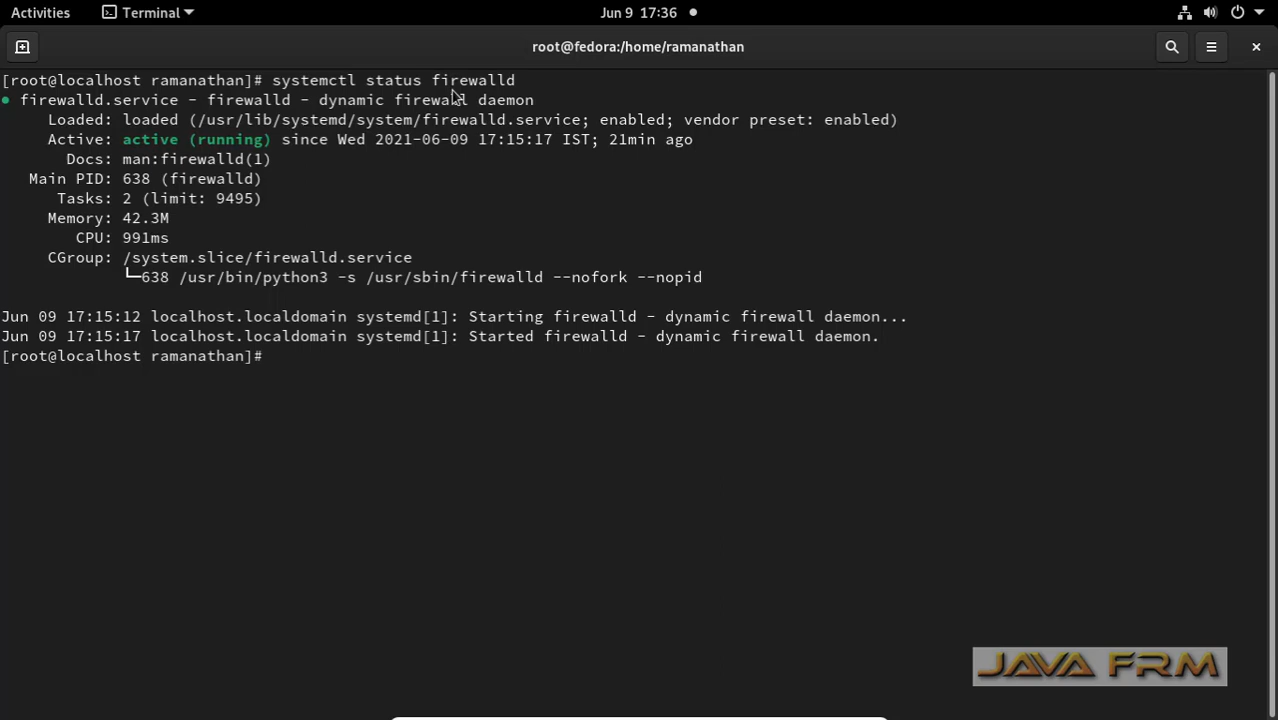 Activities
Terminal
Jun 9 17:36
root@fedora:/home/ramanathan
[root@localhost ramanathan]# systemctl status firewalld
● firewalld.service - firewalld - dynamic firewall daemon
Loaded: loaded (/usr/lib/systemd/system/firewalld.service; enabled; vendor preset: enabled)
Active: active (running) since Wed 2021-06-09 17:15:17 IST; 21min ago
Docs: man:firewalld(1)
Main PID: 638 (firewalld)
Tasks: 2 (limit: 9495)
Memory: 42.3M
CPU: 991ms
CGroup: /system.slice/firewalld.service
└─638 /usr/bin/python3 -s /usr/sbin/firewalld --nofork --nopid
Jun 09 17:15:12 localhost.localdomain systemd[1]: Starting firewalld - dynamic firewall daemon...
Jun 09 17:15:17 localhost.localdomain systemd[1]: Started firewalld - dynamic firewall daemon.
[root@localhost ramanathan]#
JAVA FRM